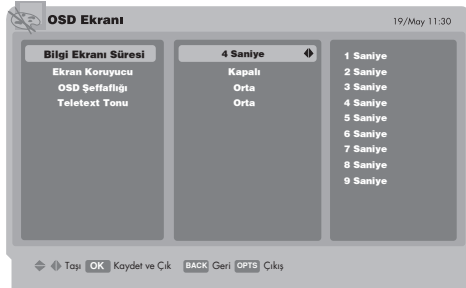 OSD Ekranı
19/May 11:30
Bilgi Ekranı Süresi
Ekran Koruyucu
OSD Şeffaflığı
Teletext Tonu
4 Saniye
Kapalı
Orta
Orta
1 Saniye
2 Saniye
3 Saniye
4 Saniye
5 Saniye
6 Saniye
7 Saniye
8 Saniye
9 Saniye
Taşı OK Kaydet ve Çık BACK Geri OPTS Çıkış